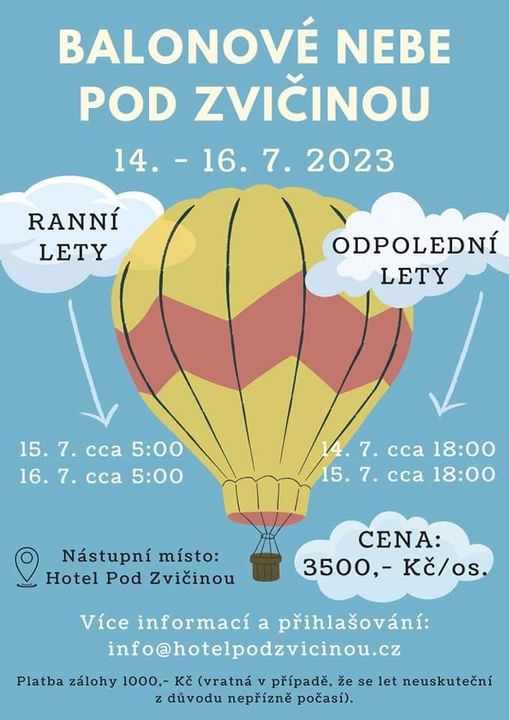 BALONOVÉ NEBE
POD ZVIČINOU
14. - 16. 7. 2023
RANNÍ
LETY
ODPOLEDNÍ
LETY
15. 7. cca 5:00
16. 7. cca 5:00
14. 7. cca 18:00
15. 7. cca 18:00
Nástupní místo:
Hotel Pod Zvičinou
CENA:
3500,- Kč/os.
Více informací a přihlašování:
info@hotelpodzvicinou.cz
Platba zálohy 1000,- Kč (vratná v případě, že se let neuskuteční
z důvodu nepřízně počasí).